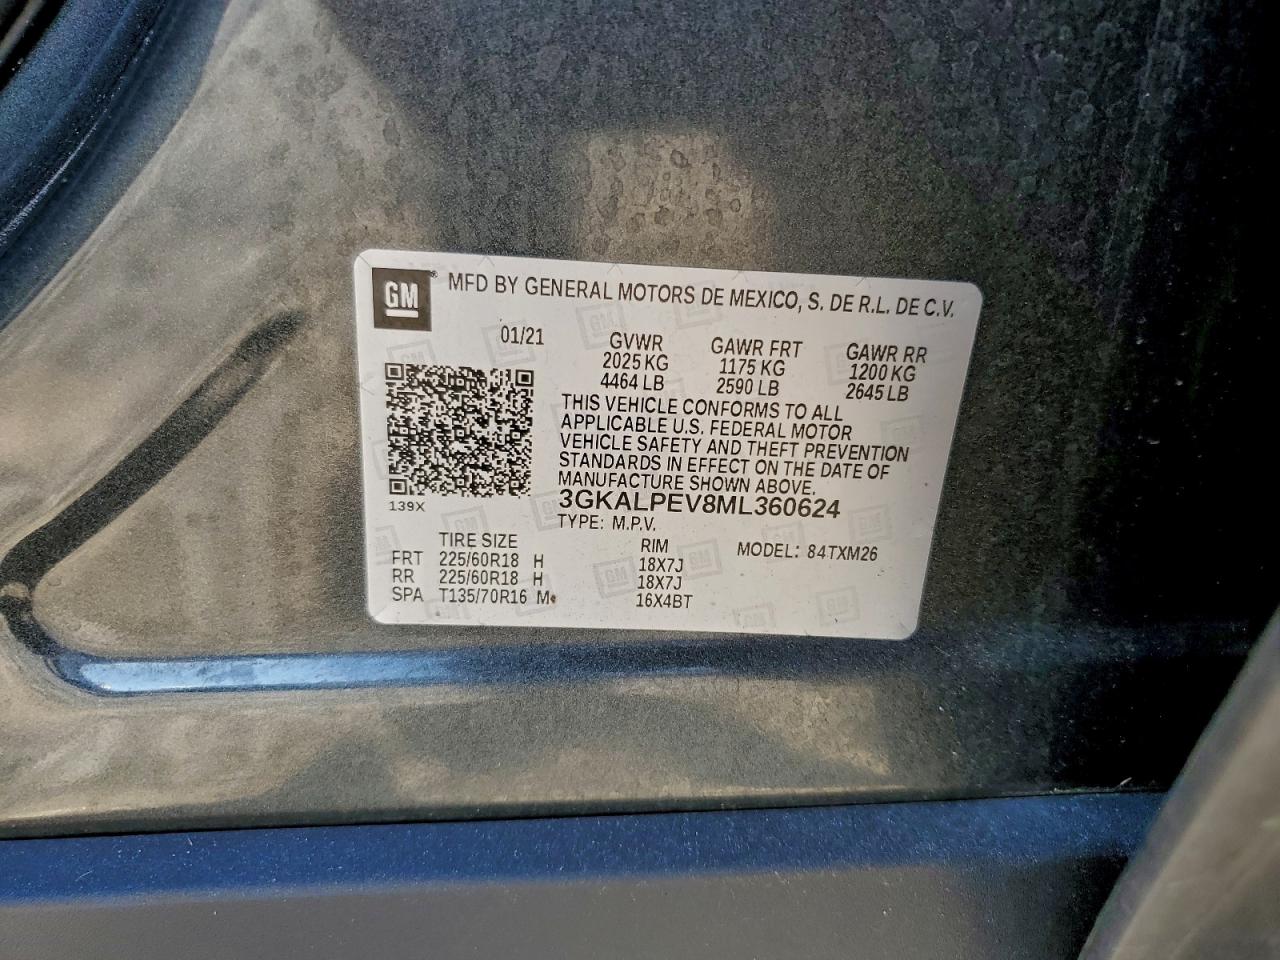 GM
MFD BY GENERAL MOTORS DE MEXICO, S. DE R.L. DE C.V.
01/21 GVWR GAWR FRT GAWR RR
2025 KG 1175 KG 1200 KG
4464 LB 2590 LB 2645 LB
THIS VEHICLE CONFORMS TO ALL
APPLICABLE U.S. FEDERAL MOTOR
VEHICLE SAFETY AND THEFT PREVENTION
STANDARDS IN EFFECT ON THE DATE OF
MANUFACTURE SHOWN ABOVE.
139X
3GKALPEV8ML360624
TYPE: M.P.V.
TIRE SIZE RIM MODEL: 84TXM26
FRT 225/60R18 H 18X7J
RR 225/60R18 H 18X7J
SPA T135/70R16 M 16X4BT